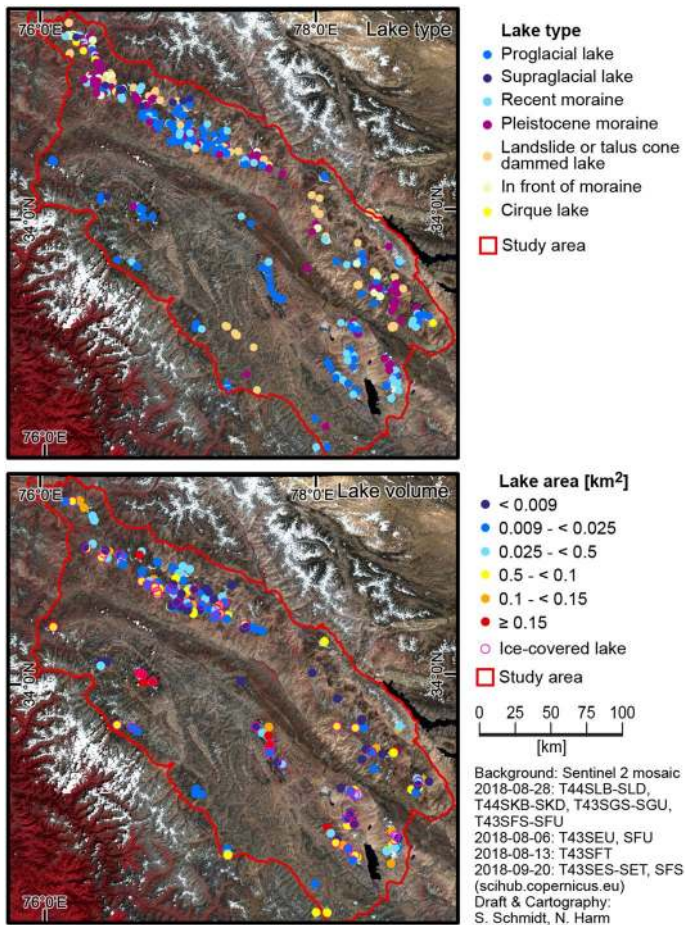 76°0'E
78°0'E
Lake type
34°0'N
34°0'N
76°0'E
Lake type
Proglacial lake
Supraglacial lake
Recent moraine
Pleistocene moraine
Landslide or talus cone
dammed lake
In front of moraine
Cirque lake
Study area
76°0'E
78°0'E
Lake volume
34°0'N
34°0'N
76°0'E
Lake area [km²]
< 0.009
0.009 - < 0.025
0.025 - < 0.5
0.5 - < 0.1
0.1 - < 0.15
≥ 0.15
Ice-covered lake
Study area
0 25 50 75 100
[km]
Background: Sentinel 2 mosaic
2018-08-28: T44SLB-SLD,
T44SKB-SKD, T43SGS-SGU,
T43SFS-SFU
2018-08-06: T43SEU, SFU
2018-08-13: T43SFT
2018-09-20: T43SES-SET, SFS
(scihub.copernicus.eu)
Draft & Cartography:
S. Schmidt, N. Harm